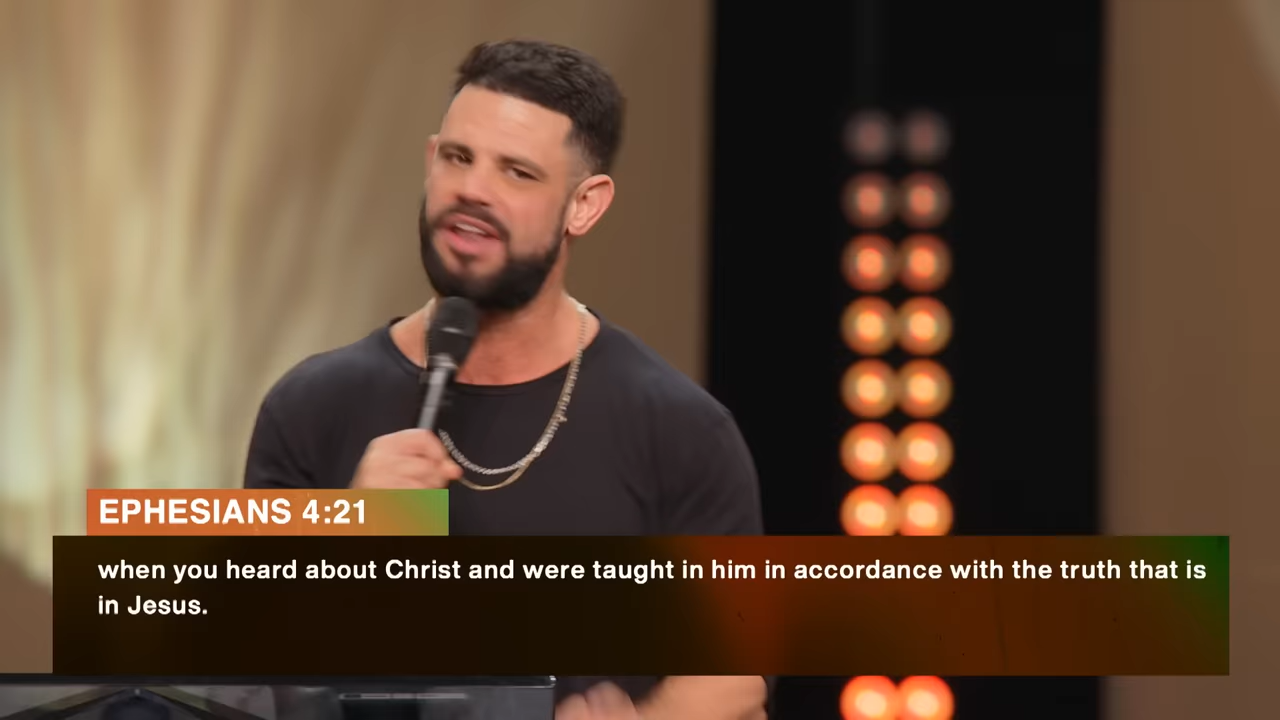 EPHESIANS 4:21
when you heard about Christ and were taught in him in accordance with the truth that is
in Jesus.